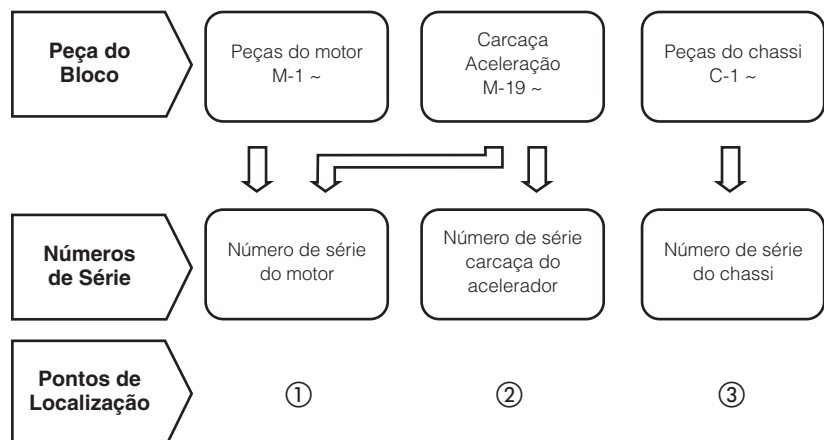 Peça do
Bloco
Peças do motor
M-1 ~
Carcaça
Aceleração
M-19 ~
Peças do chassi
C-1 ~
Números
de Série
Número de série
do motor
Número de série
carcaça do
acelerador
Número de série
do chassi
Pontos de
Localização
①
②
③